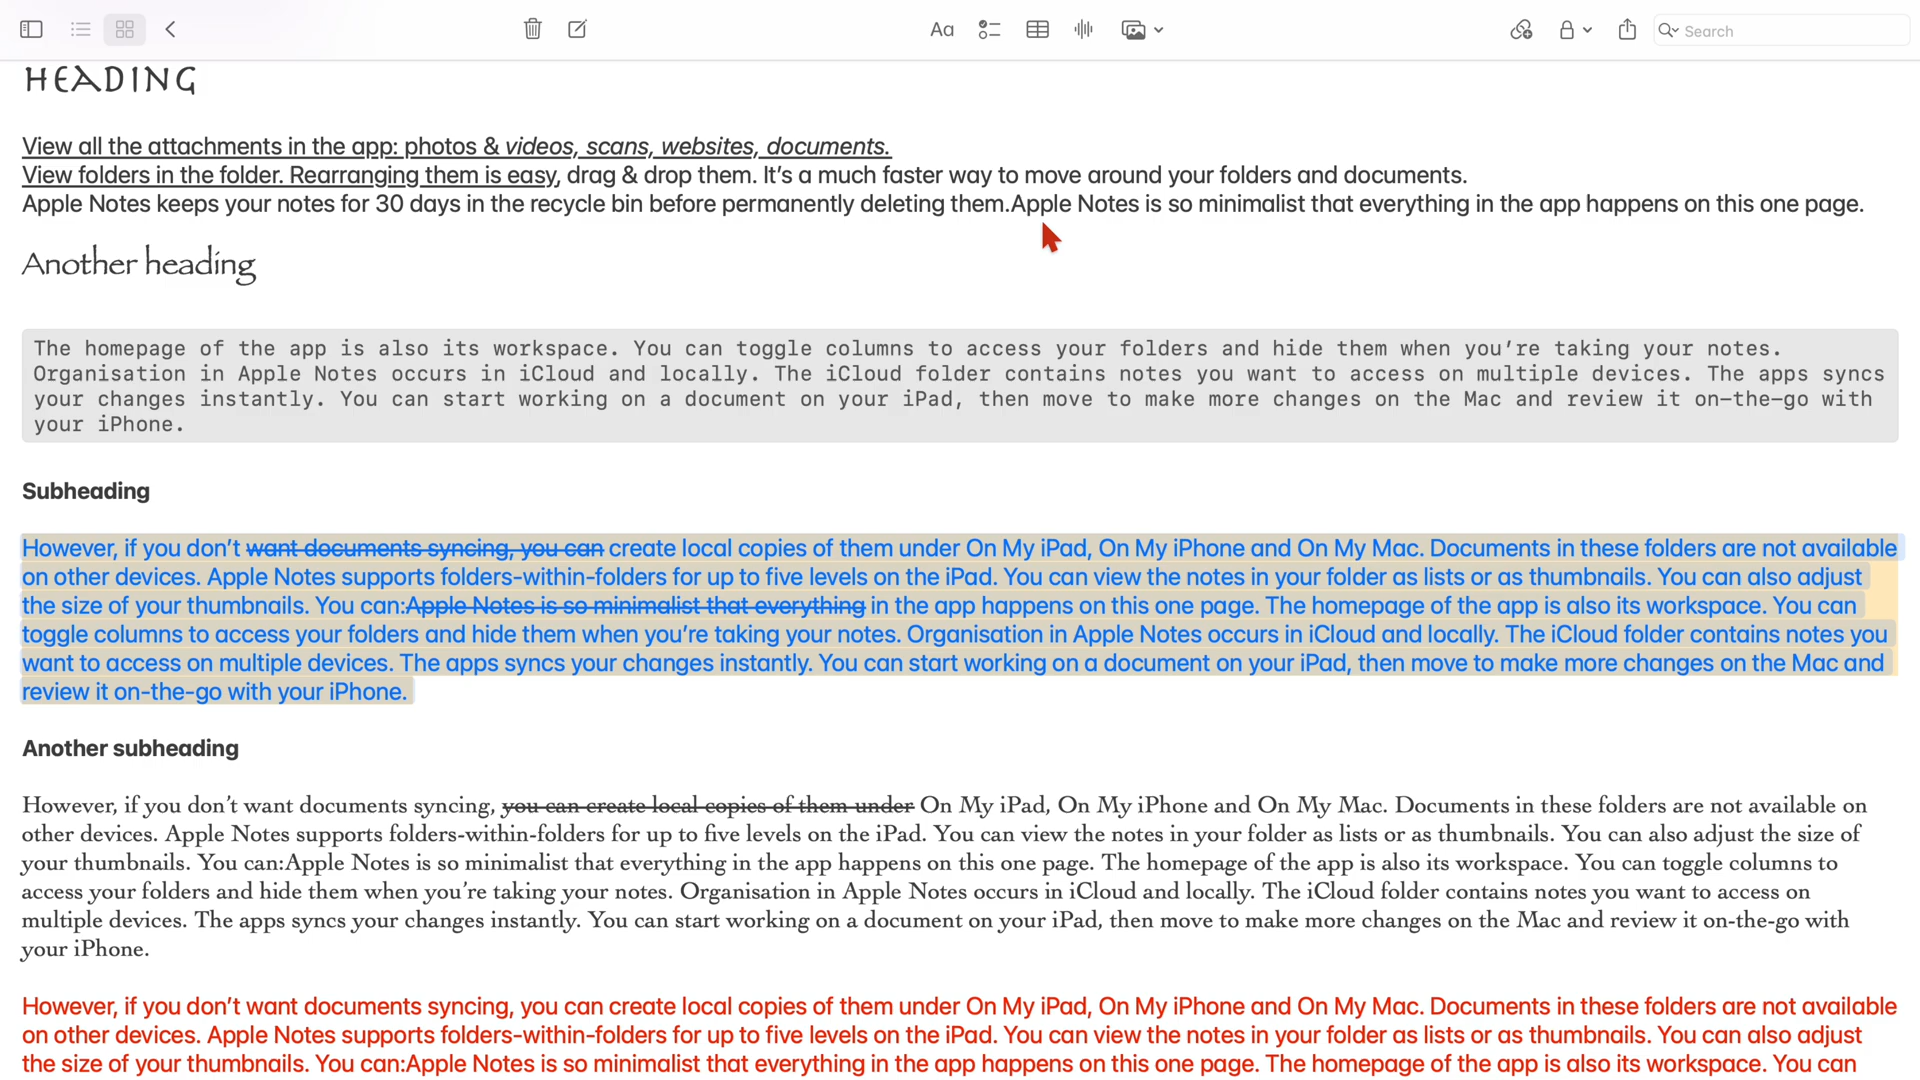 Aa
Search
HEADING
View all the attachments in the app: photos & videos, scans, websites, documents.
View folders in the folder. Rearranging them is easy, drag & drop them. It’s a much faster way to move around your folders and documents.
Apple Notes keeps your notes for 30 days in the recycle bin before permanently deleting them.Apple Notes is so minimalist that everything in the app happens on this one page.
Another heading
The homepage of the app is also its workspace. You can toggle columns to access your folders and hide them when you’re taking your notes.
Organisation in Apple Notes occurs in iCloud and locally. The iCloud folder contains notes you want to access on multiple devices. The apps syncs
your changes instantly. You can start working on a document on your iPad, then move to make more changes on the Mac and review it on-the-go with
your iPhone.
Subheading
However, if you don’t want documents syncing, you can create local copies of them under On My iPad, On My iPhone and On My Mac. Documents in these folders are not available
on other devices. Apple Notes supports folders-within-folders for up to five levels on the iPad. You can view the notes in your folder as lists or as thumbnails. You can also adjust
the size of your thumbnails. You can:Apple Notes is so minimalist that everything in the app happens on this one page. The homepage of the app is also its workspace. You can
toggle columns to access your folders and hide them when you’re taking your notes. Organisation in Apple Notes occurs in iCloud and locally. The iCloud folder contains notes you
want to access on multiple devices. The apps syncs your changes instantly. You can start working on a document on your iPad, then move to make more changes on the Mac and
review it on-the-go with your iPhone.
Another subheading
However, if you don’t want documents syncing, you can create local copies of them under On My iPad, On My iPhone and On My Mac. Documents in these folders are not available on
other devices. Apple Notes supports folders-within-folders for up to five levels on the iPad. You can view the notes in your folder as lists or as thumbnails. You can also adjust the size of
your thumbnails. You can:Apple Notes is so minimalist that everything in the app happens on this one page. The homepage of the app is also its workspace. You can toggle columns to
access your folders and hide them when you’re taking your notes. Organisation in Apple Notes occurs in iCloud and locally. The iCloud folder contains notes you want to access on
multiple devices. The apps syncs your changes instantly. You can start working on a document on your iPad, then move to make more changes on the Mac and review it on-the-go with
your iPhone.
However, if you don’t want documents syncing, you can create local copies of them under On My iPad, On My iPhone and On My Mac. Documents in these folders are not available
on other devices. Apple Notes supports folders-within-folders for up to five levels on the iPad. You can view the notes in your folder as lists or as thumbnails. You can also adjust
the size of your thumbnails. You can:Apple Notes is so minimalist that everything in the app happens on this one page. The homepage of the app is also its workspace. You can